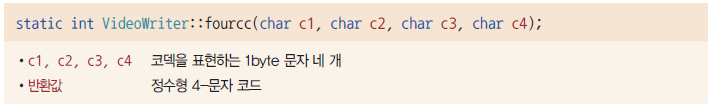 static int VideoWriter::fourcc(char c1, char c2, char c3, char c4);
• c1, c2, c3, c4 코덱을 표현하는 1byte 문자 네 개
• 반환값 정수형 4-문자 코드